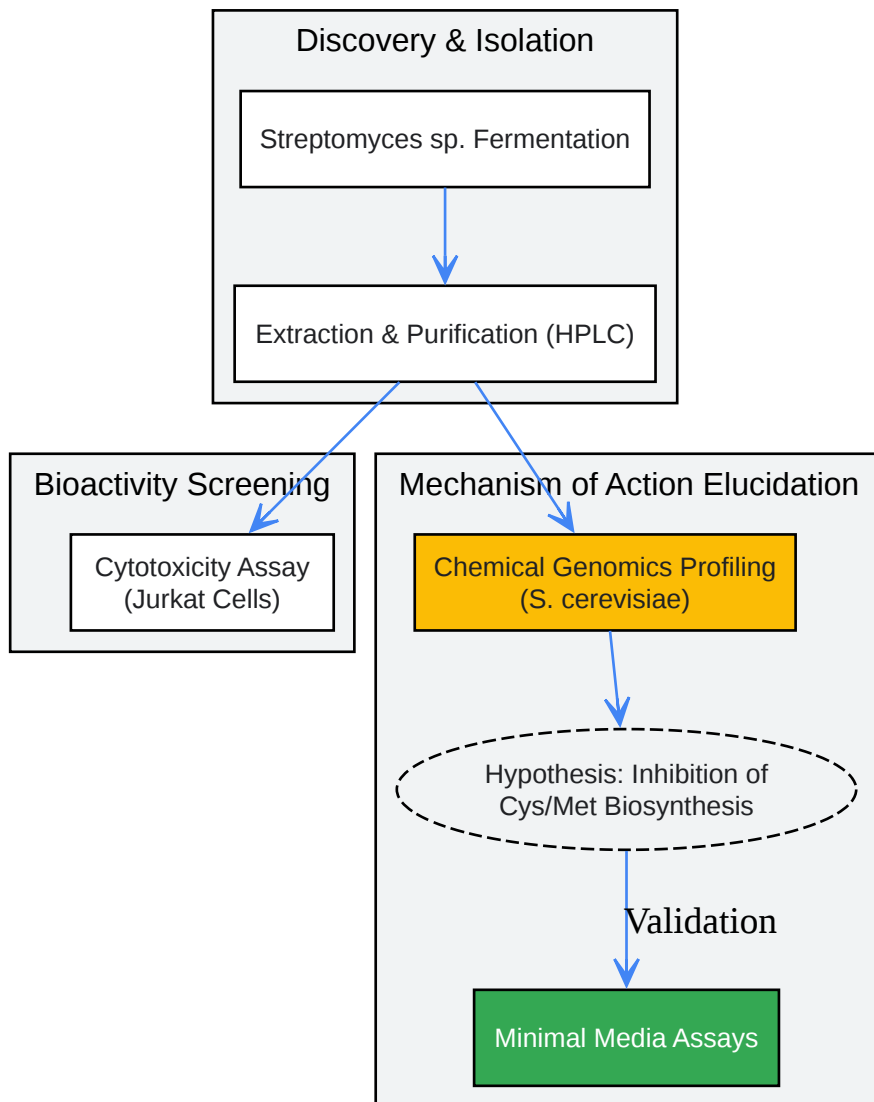 Discovery & Isolation
Streptomyces sp. Fermentation
Extraction & Purification (HPLC)
Bioactivity Screening
Cytotoxicity Assay
(Jurkat Cells)
Mechanism of Action Elucidation
Chemical Genomics Profiling
(S. cerevisiae)
Hypothesis: Inhibition of
Cys/Met Biosynthesis
Validation
Minimal Media Assays